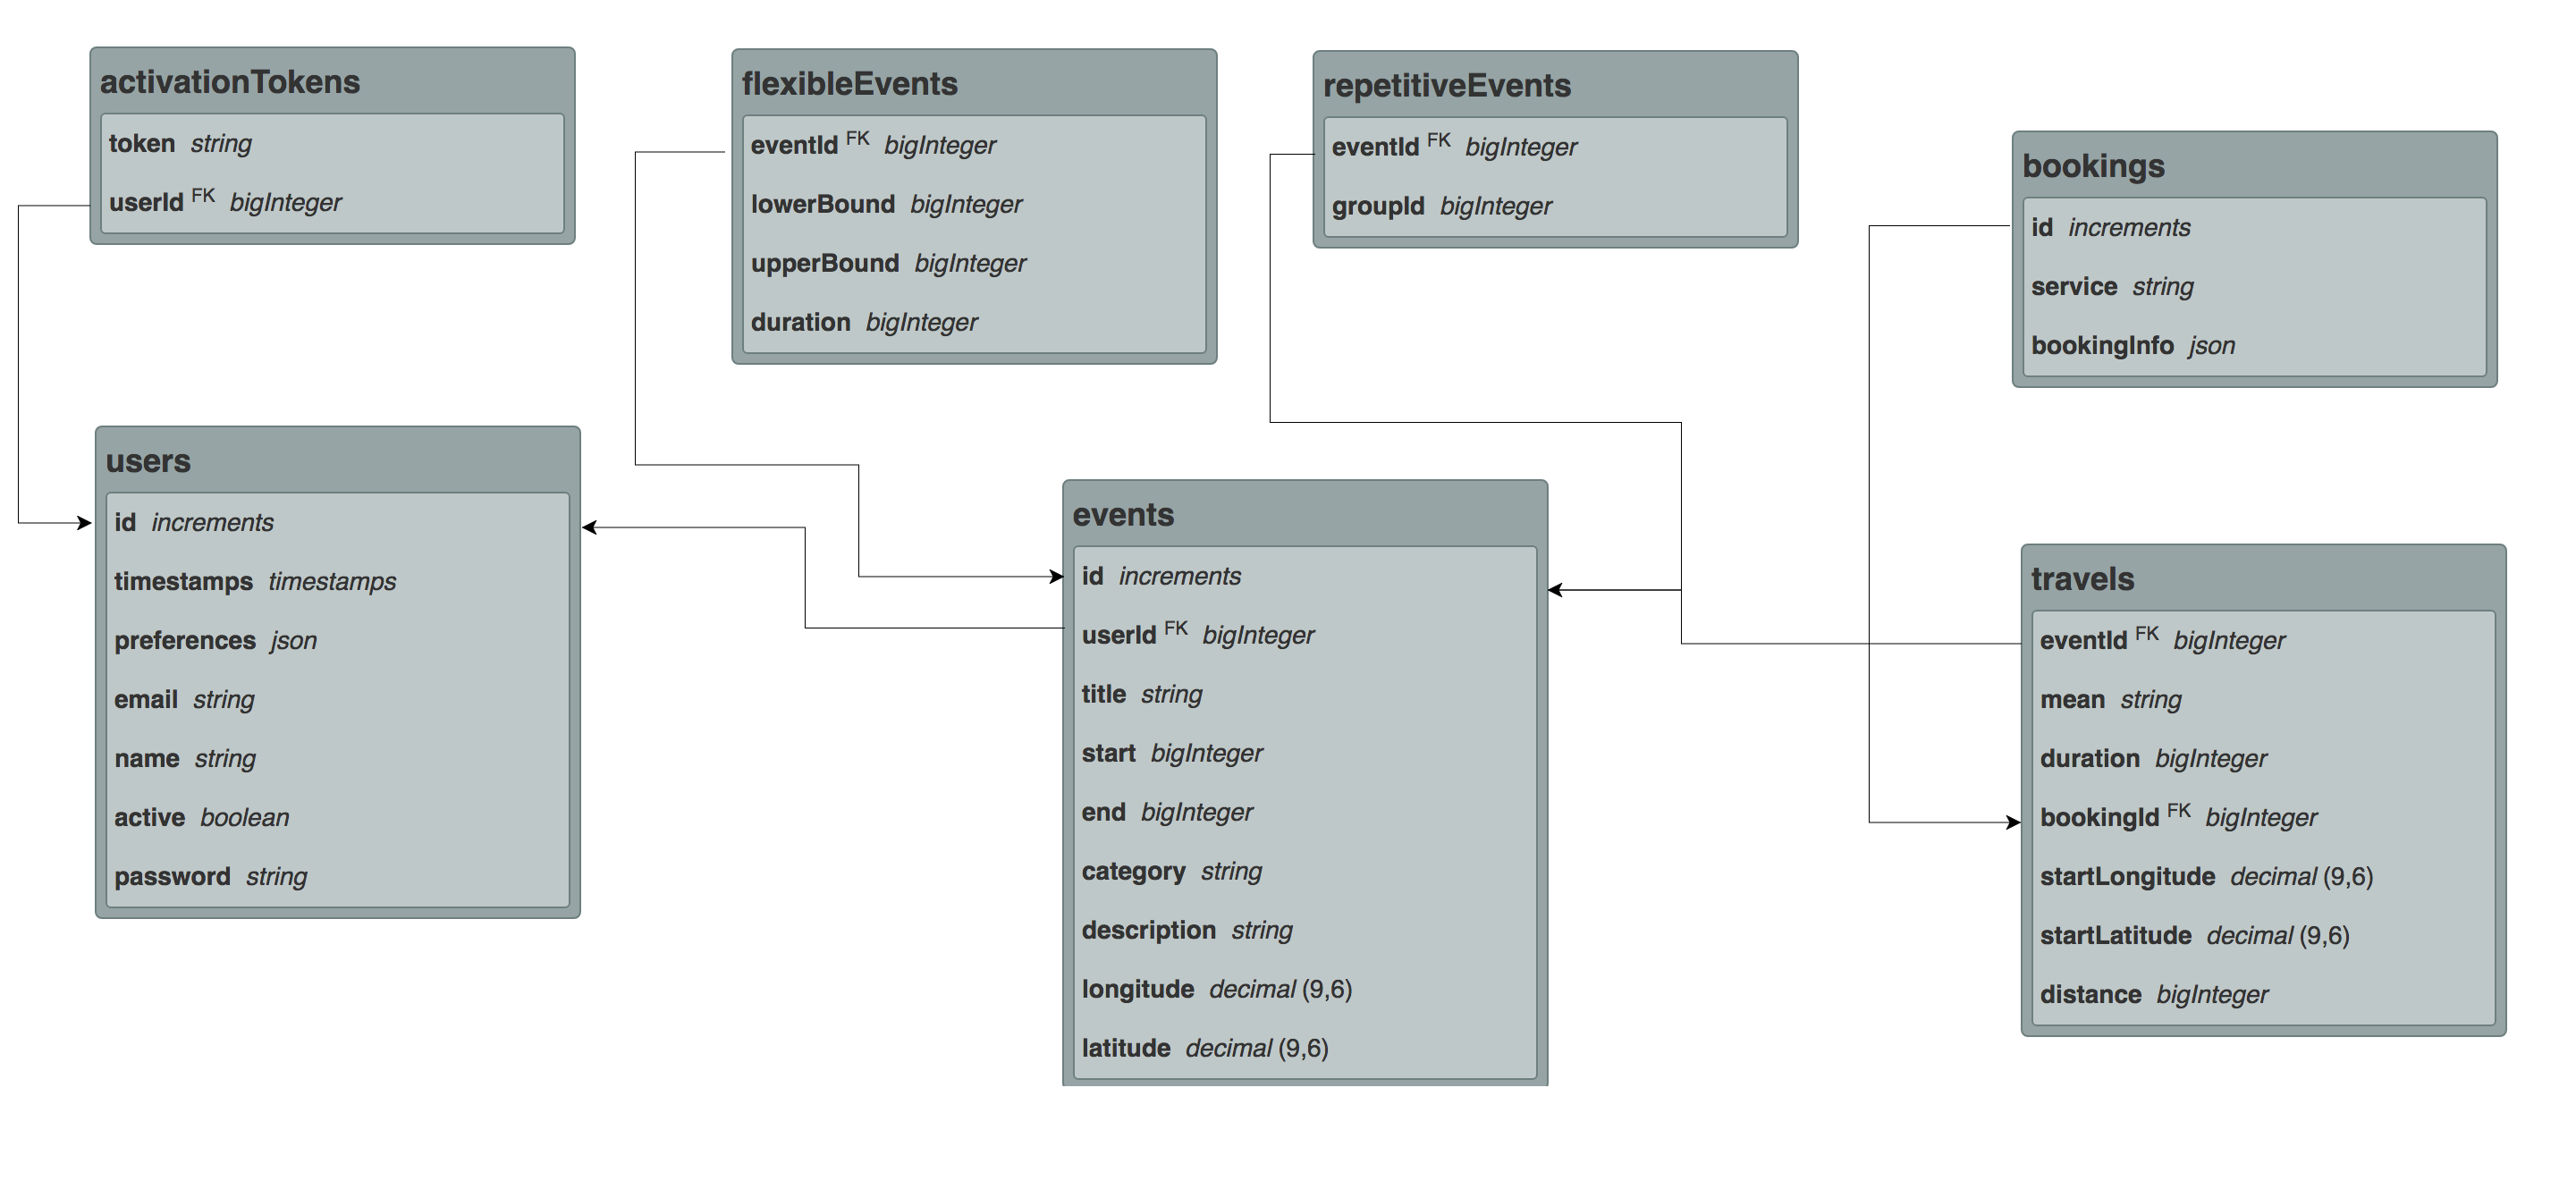 activationTokens
token string
userId FK bigInteger
flexibleEvents
eventId FK bigInteger
lowerBound bigInteger
upperBound bigInteger
duration bigInteger
repetitiveEvents
eventId FK bigInteger
groupId bigInteger
bookings
id increments
service string
bookingInfo json
users
id increments
timestamps timestamps
preferences json
email string
name string
active boolean
password string
events
id increments
userId FK bigInteger
title string
start bigInteger
end bigInteger
category string
description string
longitude decimal (9,6)
latitude decimal (9,6)
travels
eventId FK bigInteger
mean string
duration bigInteger
bookingId FK bigInteger
startLongitude decimal (9,6)
startLatitude decimal (9,6)
distance bigInteger